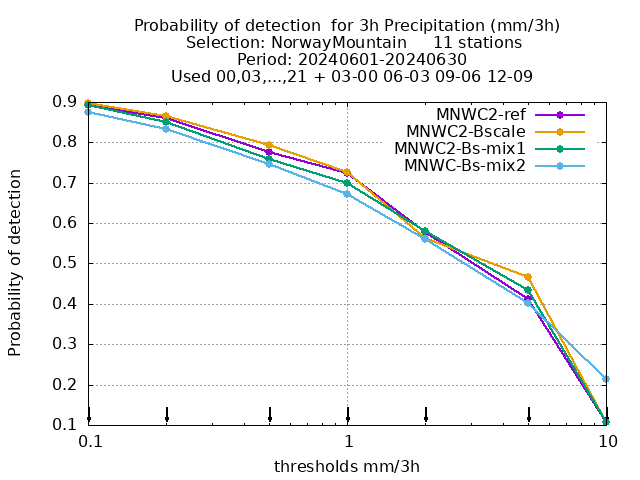 Probability of detection  for 3h Precipitation (mm/3h)
Selection: NorwayMountain     11 stations
Period: 20240601-20240630
Used 00,03,...,21 + 03-00 06-03 09-06 12-09
MNWC2-ref
MNWC2-Bscale
MNWC2-Bs-mix1
MNWC-Bs-mix2
Probability of detection
0.9
0.8
0.7
0.6
0.5
0.4
0.3
0.2
0.1
0.1 1 10
thresholds mm/3h